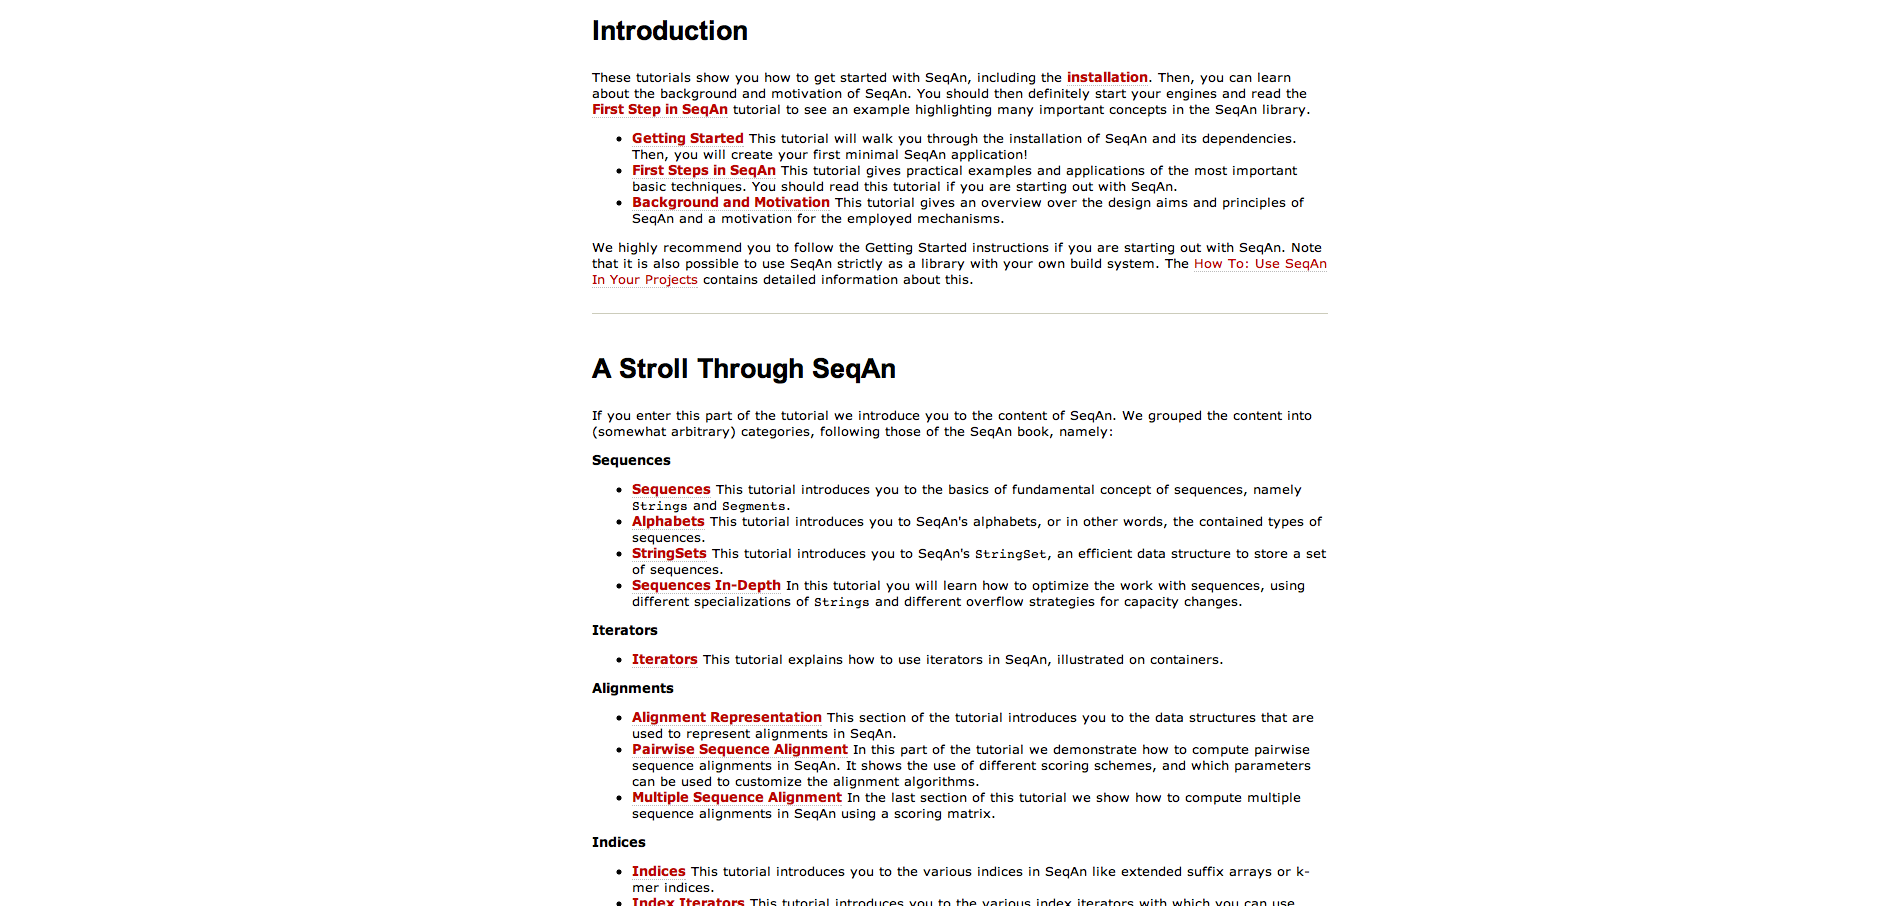 Introduction
These tutorials show you how to get started with SeqAn, including the installation. Then, you can learn
about the background and motivation of SeqAn. You should then definitely start your engines and read the
First Step in SeqAn tutorial to see an example highlighting many important concepts in the SeqAn library.
• Getting Started This tutorial will walk you through the installation of SeqAn and its dependencies.
Then, you will create your first minimal SeqAn application!
• First Steps in SeqAn This tutorial gives practical examples and applications of the most important
basic techniques. You should read this tutorial if you are starting out with SeqAn.
• Background and Motivation This tutorial gives an overview over the design aims and principles of
SeqAn and a motivation for the employed mechanisms.
We highly recommend you to follow the Getting Started instructions if you are starting out with SeqAn. Note
that it is also possible to use SeqAn strictly as a library with your own build system. The How To: Use SeqAn
In Your Projects contains detailed information about this.
A Stroll Through SeqAn
If you enter this part of the tutorial we introduce you to the content of SeqAn. We grouped the content into
(somewhat arbitrary) categories, following those of the SeqAn book, namely:
Sequences
• Sequences This tutorial introduces you to the basics of fundamental concept of sequences, namely
Strings and Segments.
• Alphabets This tutorial introduces you to SeqAn's alphabets, or in other words, the contained types of
sequences.
• StringSets This tutorial introduces you to SeqAn's StringSet, an efficient data structure to store a set
of sequences.
• Sequences In-Depth In this tutorial you will learn how to optimize the work with sequences, using
different specializations of Strings and different overflow strategies for capacity changes.
Iterators
• Iterators This tutorial explains how to use iterators in SeqAn, illustrated on containers.
Alignments
• Alignment Representation This section of the tutorial introduces you to the data structures that are
used to represent alignments in SeqAn.
• Pairwise Sequence Alignment In this part of the tutorial we demonstrate how to compute pairwise
sequence alignments in SeqAn. It shows the use of different scoring schemes, and which parameters
can be used to customize the alignment algorithms.
• Multiple Sequence Alignment In the last section of this tutorial we show how to compute multiple
sequence alignments in SeqAn using a scoring matrix.
Indices
• Indices This tutorial introduces you to the various indices in SeqAn like extended suffix arrays or k-
mer indices.
• Index Iterators This tutorial introduces you to the various index iterators with which you can use